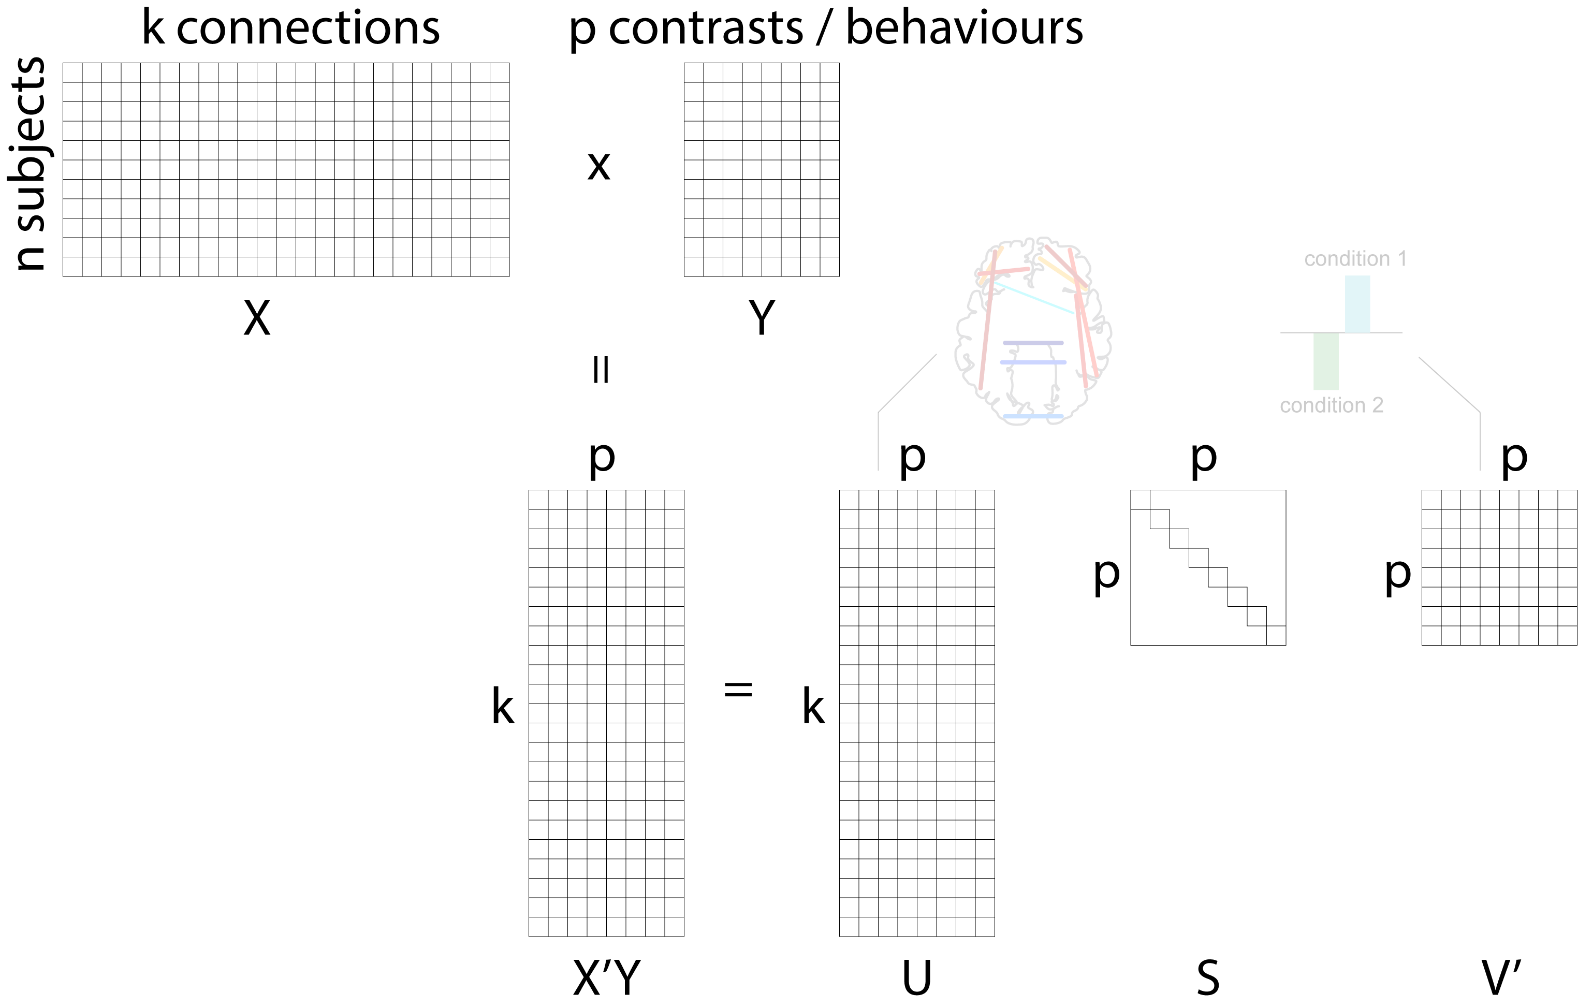 k connections
p contrasts / behaviours
n subjects
x
X
Y
=
condition 1
condition 2
p
p
p
p
k
=
k
p
p
X'Y
U
S
V'